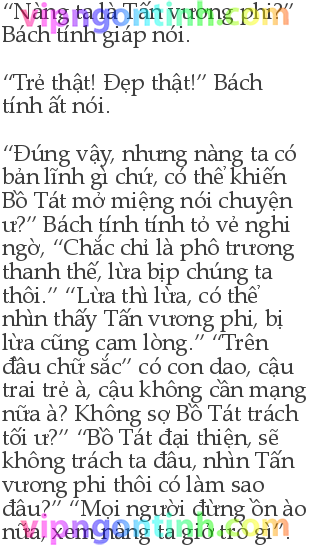 “Nàng ta là Tấn vương phi?”
Bách tính giáp nói.
“Trẻ thật! Đẹp thật!” Bách
tính ất nói.
“Đúng vậy, nhưng nàng ta có
bản lĩnh gì chứ, có thể khiến
Bồ Tát mở miệng nói chuyện
ư?” Bách tính tính tỏ vẻ nghi
ngờ, “Chắc chỉ là phô trương
thanh thế, lừa bịp chúng ta
thôi.” “Lừa thì lừa, có thể
nhìn thấy Tấn vương phi, bị
lừa cũng cam lòng.” “Trên
đầu chữ sắc” có con dao, cậu
trai trẻ à, cậu không cần mạng
nữa à? Không sợ Bồ Tát trách
tối ư?” “Bồ Tát đại thiện, sẽ
không trách ta đâu, nhìn Tấn
vương phi thôi có làm sao
đâu?” “Mọi người đừng ồn ào
nữa, xem nàng ta giở trò gì”.
vipngontinh.com
vipngontinh.com